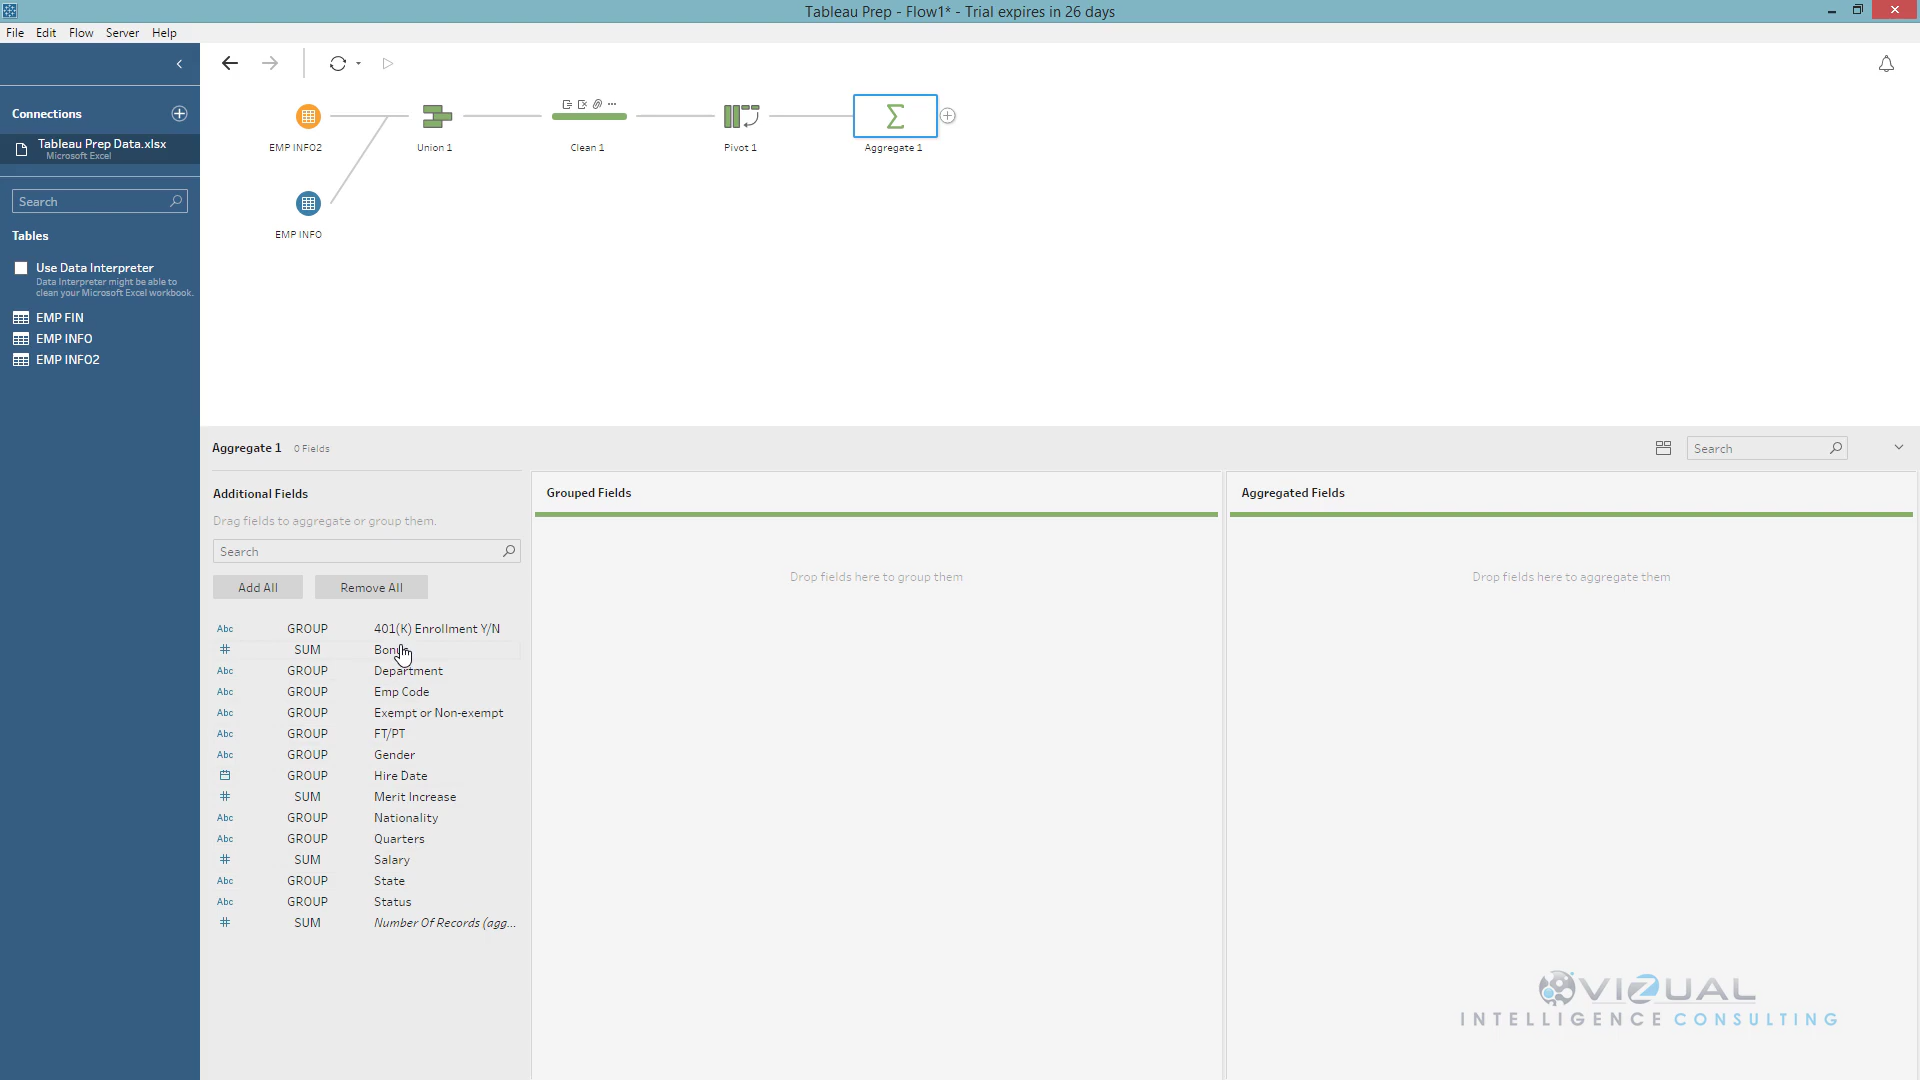 Tableau Prep - Flow1* - Trial expires in 26 days
File Edit Flow Server Help
Connections
Tableau Prep Data.xlsx
Microsoft Excel
Search
Tables
Use Data Interpreter
Data Interpreter might be able to
clean your Microsoft Excel workbook.
EMP FIN
EMP INFO
EMP INFO2
EMP INFO2
Union 1
Clean 1
Pivot 1
Aggregate 1
EMP INFO
Aggregate 1 0 Fields
Search
Additional Fields
Drag fields to aggregate or group them.
Search
Add All
Remove All
Abc GROUP 401(K) Enrollment Y/N
# SUM Bonus
Abc GROUP Department
Abc GROUP Emp Code
Abc GROUP Exempt or Non-exempt
Abc GROUP FT/PT
Abc GROUP Gender
GROUP Hire Date
# SUM Merit Increase
Abc GROUP Nationality
Abc GROUP Quarters
# SUM Salary
Abc GROUP State
Abc GROUP Status
# SUM Number Of Records (agg...
Grouped Fields
Drop fields here to group them
Aggregated Fields
Drop fields here to aggregate them
VIZUAL
INTELLIGENCE CONSULTING